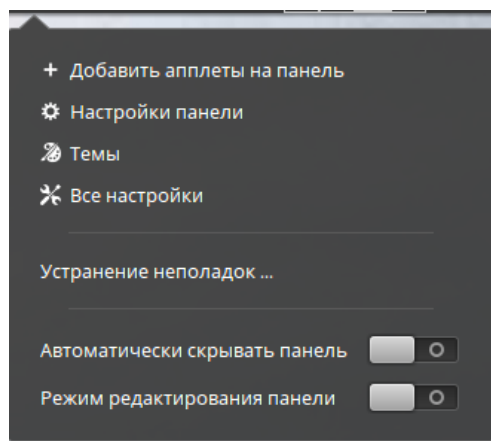 Добавить апплеты на панель
Настройки панели
Темы
Все настройки
Устранение неполадок ...
Автоматически скрывать панель
Режим редактирования панели